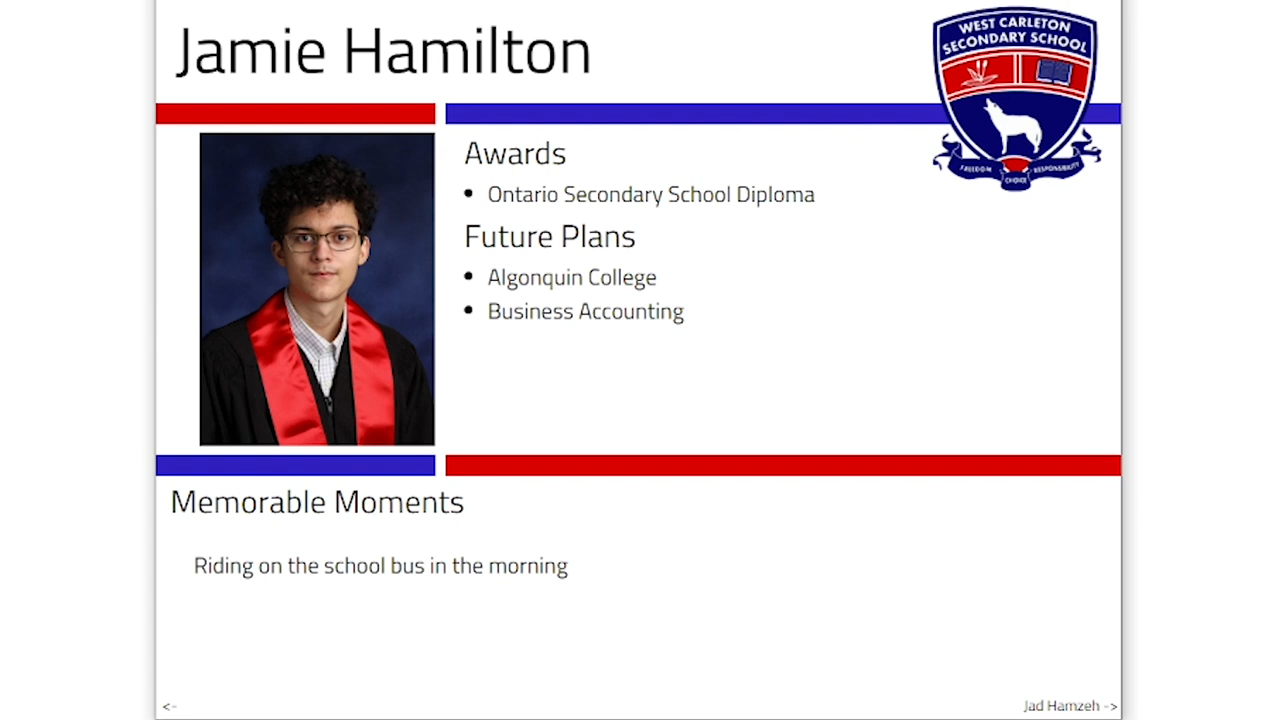 Jamie Hamilton
WEST CARLETON
SECONDARY SCHOOL
Awards
• Ontario Secondary School Diploma
Future Plans
• Algonquin College
• Business Accounting
FREEDOM
CHOICE
RESPONSIBILITY
Memorable Moments
Riding on the school bus in the morning
<-
Jad Hamzeh ->